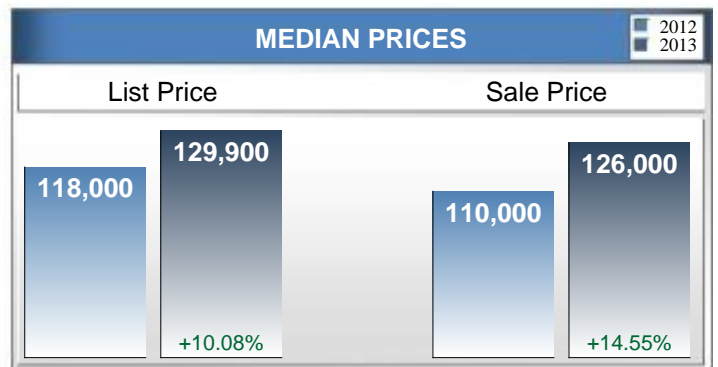 MEDIAN PRICES
2012
2013
List Price
Sale Price
118,000
129,900
+10.08%
110,000
126,000
+14.55%